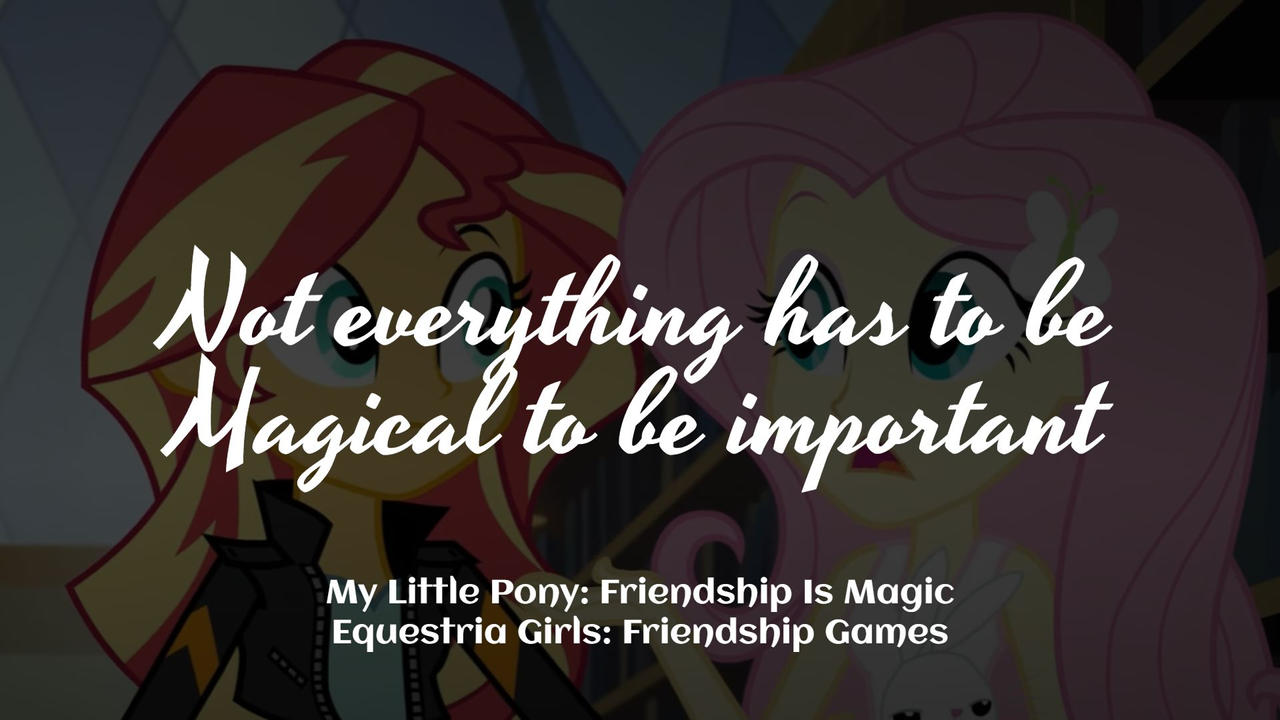 Not everything has to be
Magical to be important
My Little Pony: Friendship Is Magic
Equestria Girls: Friendship Games